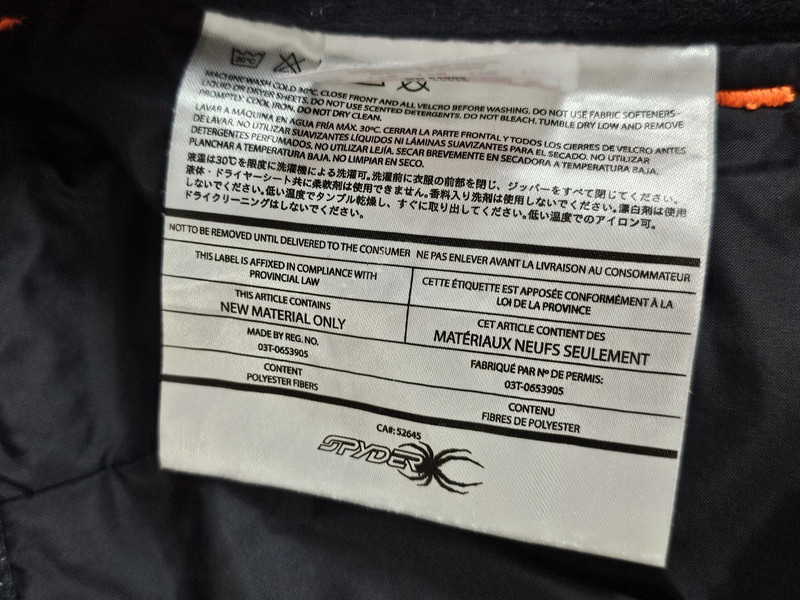 30°C
MACHINE WASH COLD 30°C. CLOSE FRONT AND ALL VELCRO BEFORE WASHING. DO NOT USE FABRIC SOFTENERS-
LIQUID OR DRYER SHEETS. DO NOT USE SCENTED DETERGENTS. DO NOT BLEACH. TUMBLE DRY LOW AND REMOVE
PROMPTLY. COOL IRON. DO NOT DRY CLEAN.
LAVAR A MÁQUINA EN AGUA FRÍA MÁX. 30°C. CERRAR LA PARTE FRONTAL Y TODOS LOS CIERRES DE VELCRO ANTES
DE LAVAR. NO UTILIZAR SUAVIZANTES LÍQUIDOS NI LÁMINAS SUAVIZANTES PARA EL SECADO. NO UTILIZAR
DETERGENTES PERFUMADOS. NO UTILIZAR LEJÍA. SECAR BREVEMENTE EN SECADORA A TEMPERATURA BAJA.
PLANCHAR A TEMPERATURA BAJA. NO LIMPIAR EN SECO.
液温は30℃を限度に洗濯機による洗濯可。洗濯前に衣服の前部を閉じ、ジッパーをすべて閉じてください。
液体・ドライヤーシート共に柔軟剤は使用できません。香料入り洗剤は使用しないでください。漂白剤は使用
しないでください。低い温度でタンブル乾燥し、すぐに取り出してください。低い温度でのアイロン可。
ドライクリーニングはしないでください。
NOT TO BE REMOVED UNTIL DELIVERED TO THE CONSUMER NE PAS ENLEVER AVANT LA LIVRAISON AU CONSOMMATEUR
THIS LABEL IS AFFIXED IN COMPLIANCE WITH
PROVINCIAL LAW
CETTE ÉTIQUETTE EST APPOSÉE CONFORMÉMENT À LA
LOI DE LA PROVINCE
THIS ARTICLE CONTAINS
NEW MATERIAL ONLY
CET ARTICLE CONTIENT DES
MATÉRIAUX NEUFS SEULEMENT
MADE BY REG. NO.
03T-0653905
FABRIQUÉ PAR Nº DE PERMIS:
03T-0653905
CONTENT
POLYESTER FIBERS
CONTENU
FIBRES DE POLYESTER
CA#: 52645
SPYDER